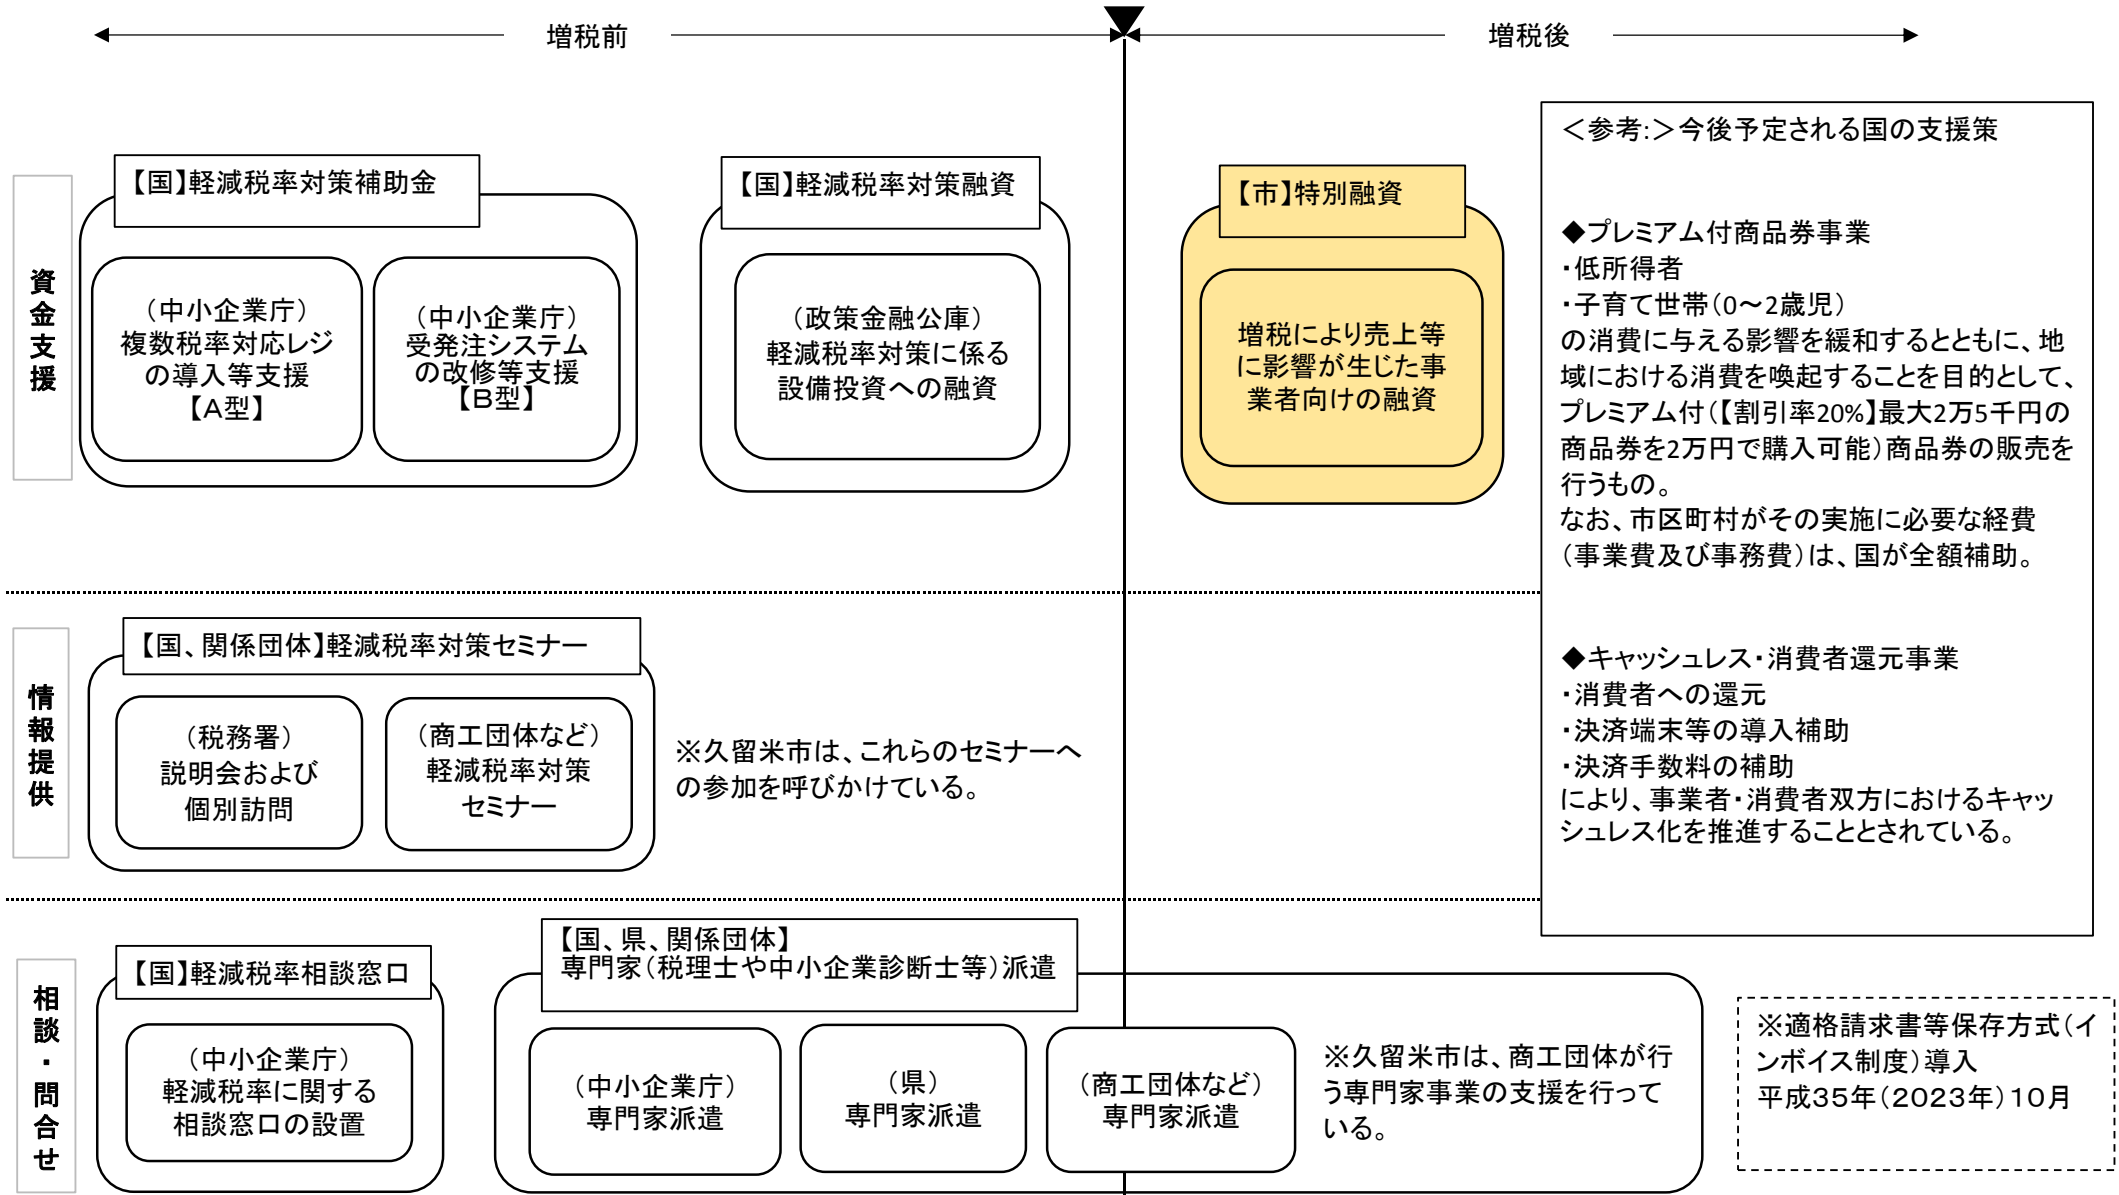 増税前
増税後
資金支援
【国】軽減税率対策補助金
（中小企業庁）
複数税率対応レジ
の導入等支援
【A型】
（中小企業庁）
受発注システム
の改修等支援
【B型】
【国】軽減税率対策融資
（政策金融公庫）
軽減税率対策に係る
設備投資への融資
【市】特別融資
増税により売上等
に影響が生じた事
業者向けの融資
＜参考:＞今後予定される国の支援策
◆プレミアム付商品券事業
・低所得者
・子育て世帯（0～2歳児）
の消費に与える影響を緩和するとともに、地
域における消費を喚起することを目的として、
プレミアム付（【割引率20%】最大2万5千円の
商品券を2万円で購入可能）商品券の販売を
行うもの。
なお、市区町村がその実施に必要な経費
（事業費及び事務費）は、国が全額補助。
◆キャッシュレス・消費者還元事業
・消費者への還元
・決済端末等の導入補助
・決済手数料の補助
により、事業者・消費者双方におけるキャッ
シュレス化を推進することとされている。
情報提供
【国、関係団体】軽減税率対策セミナー
（税務署）
説明会および
個別訪問
（商工団体など）
軽減税率対策
セミナー
※久留米市は、これらのセミナーへ
の参加を呼びかけている。
相談・問合せ
【国】軽減税率相談窓口
（中小企業庁）
軽減税率に関する
相談窓口の設置
【国、県、関係団体】
専門家（税理士や中小企業診断士等）派遣
（中小企業庁）
専門家派遣
（県）
専門家派遣
（商工団体など）
専門家派遣
※久留米市は、商工団体が行
う専門家事業の支援を行って
いる。
※適格請求書等保存方式（イ
ンボイス制度）導入
平成35年（2023年）10月